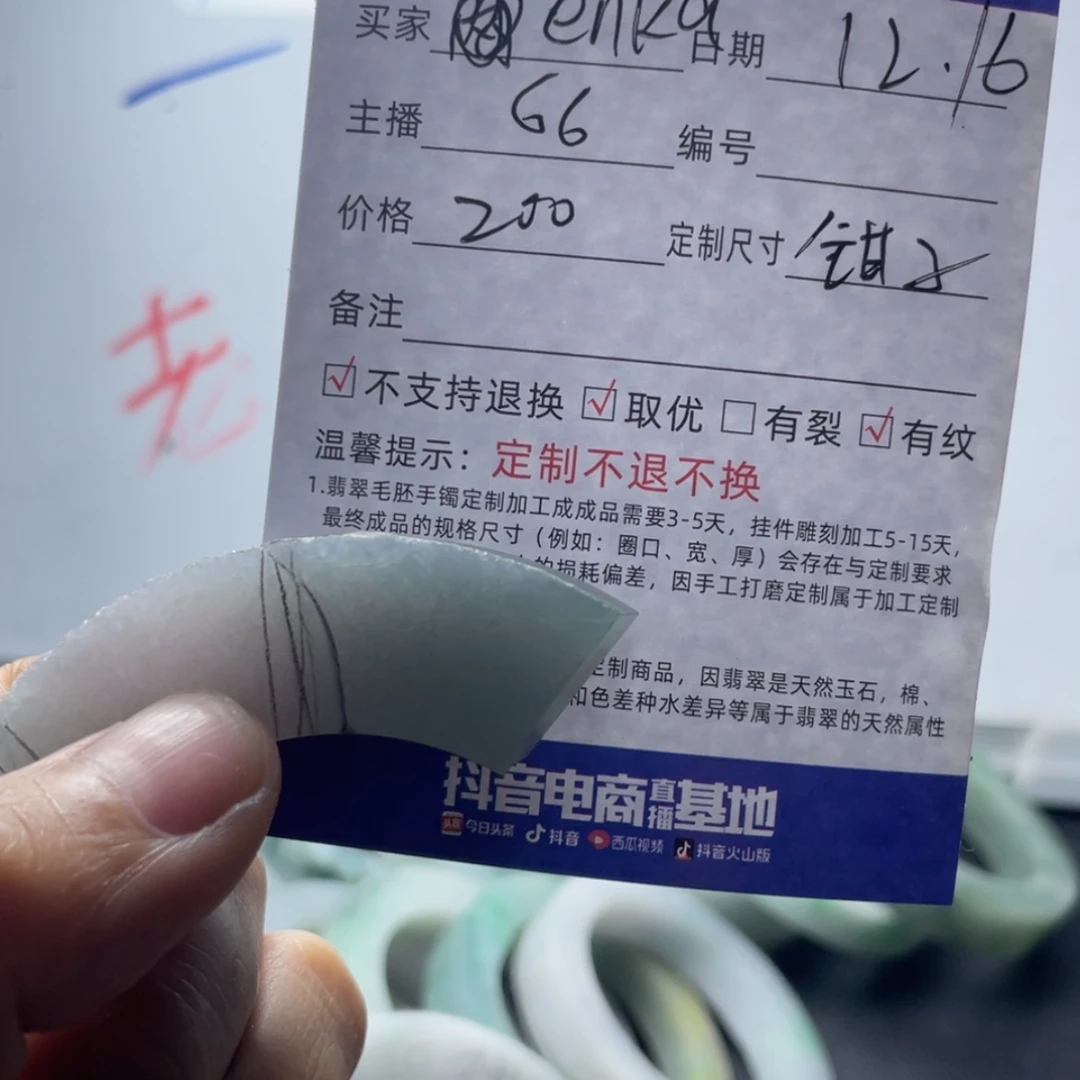 买家 enka 日期 12.16
主播 66 编号
价格 200 定制尺寸
备注
不支持退换 取优 有裂 有纹
温馨提示：定制不退不换
1.翡翠毛胚手镯定制加工成成品需要3-5天，挂件雕刻加工5-15天，
最终成品的规格尺寸（例如：圈口、宽、厚）会存在与定制要求
的损耗偏差，因手工打磨定制属于加工定制
定制商品，因翡翠是天然玉石，棉、
和色差种水差异等属于翡翠的天然属性
抖音电商直播基地
头条 今日头条 抖音 西瓜视频 抖音火山版
老